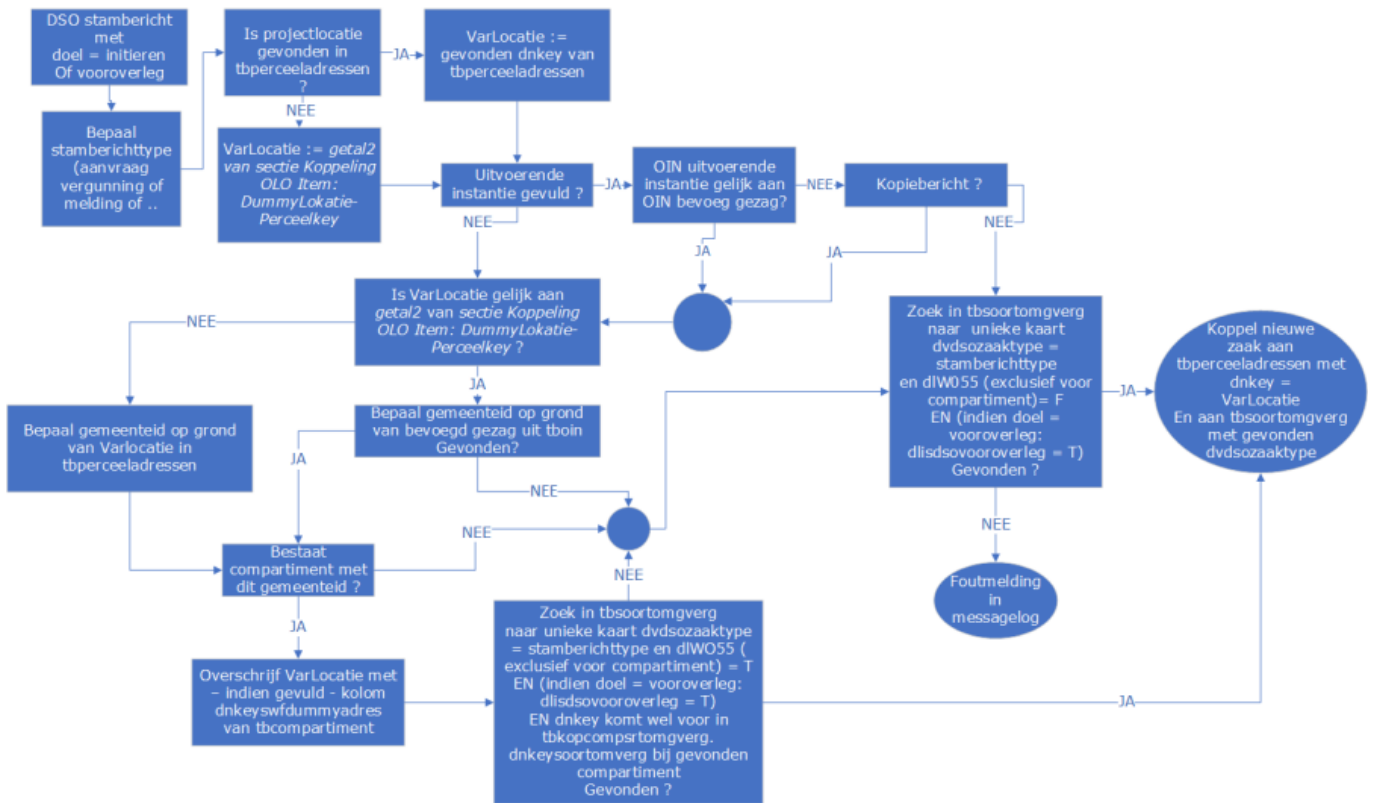 DSO stambericht
met
doel = initieren
Of vooroverleg
Is projectlocatie
gevonden in
tbperceeladressen
?
JA
VarLocatie :=
gevonden dnkey van
tbperceeladressen
NEE
Bepaal
stamberichttype
(aanvraag
vergunning of
melding of ..
VarLocatie := getal2
van sectie Koppeling
OLO Item:
DummyLokatie-
Perceelkey
Uitvoerende
instantie gevuld ?
JA
OIN uitvoerende
instantie gelijk aan
OIN bevoeg gezag?
NEE
Kopiebericht ?
NEE
JA
JA
NEE
Is VarLocatie gelijk aan
getal2 van sectie Koppeling
OLO Item: DummyLokatie-
Perceelkey ?
NEE
JA
Zoek in tbsoortomgverg
naar unieke kaart
dvdsozaaktype =
stamberichttype
en dlW055 (exclusief voor
compartiment)= F
EN (indien doel =
vooroverleg:
dlisdsovooroverleg = T)
Gevonden ?
JA
Koppel nieuwe
zaak aan
tbperceeladressen met
dnkey =
VarLocatie
En aan tbsoortomgverg
met gevonden
dvdsozaaktype
Bepaal gemeenteid op grond
van Varlocatie in
tbperceeladressen
Bepaal gemeenteid op grond
van bevoegd gezag uit tboin
Gevonden?
JA
NEE
NEE
Foutmelding
in
messagelog
Bestaat
compartiment met
dit gemeenteid ?
NEE
NEE
JA
Overschrijf VarLocatie met
– indien gevuld - kolom
dnkeyswfdummyadres
van tbcompartiment
Zoek in tbsoortomgverg
naar unieke kaart dvdsozaaktype
= stamberichttype en dlWO55 (
exclusief voor compartiment) = T
EN (indien doel = vooroverleg:
dlisdsovooroverleg = T)
EN dnkey komt wel voor in
tbkopcompsrtomgverg.
dnkeysoortomverg bij gevonden
compartiment
Gevonden ?
JA